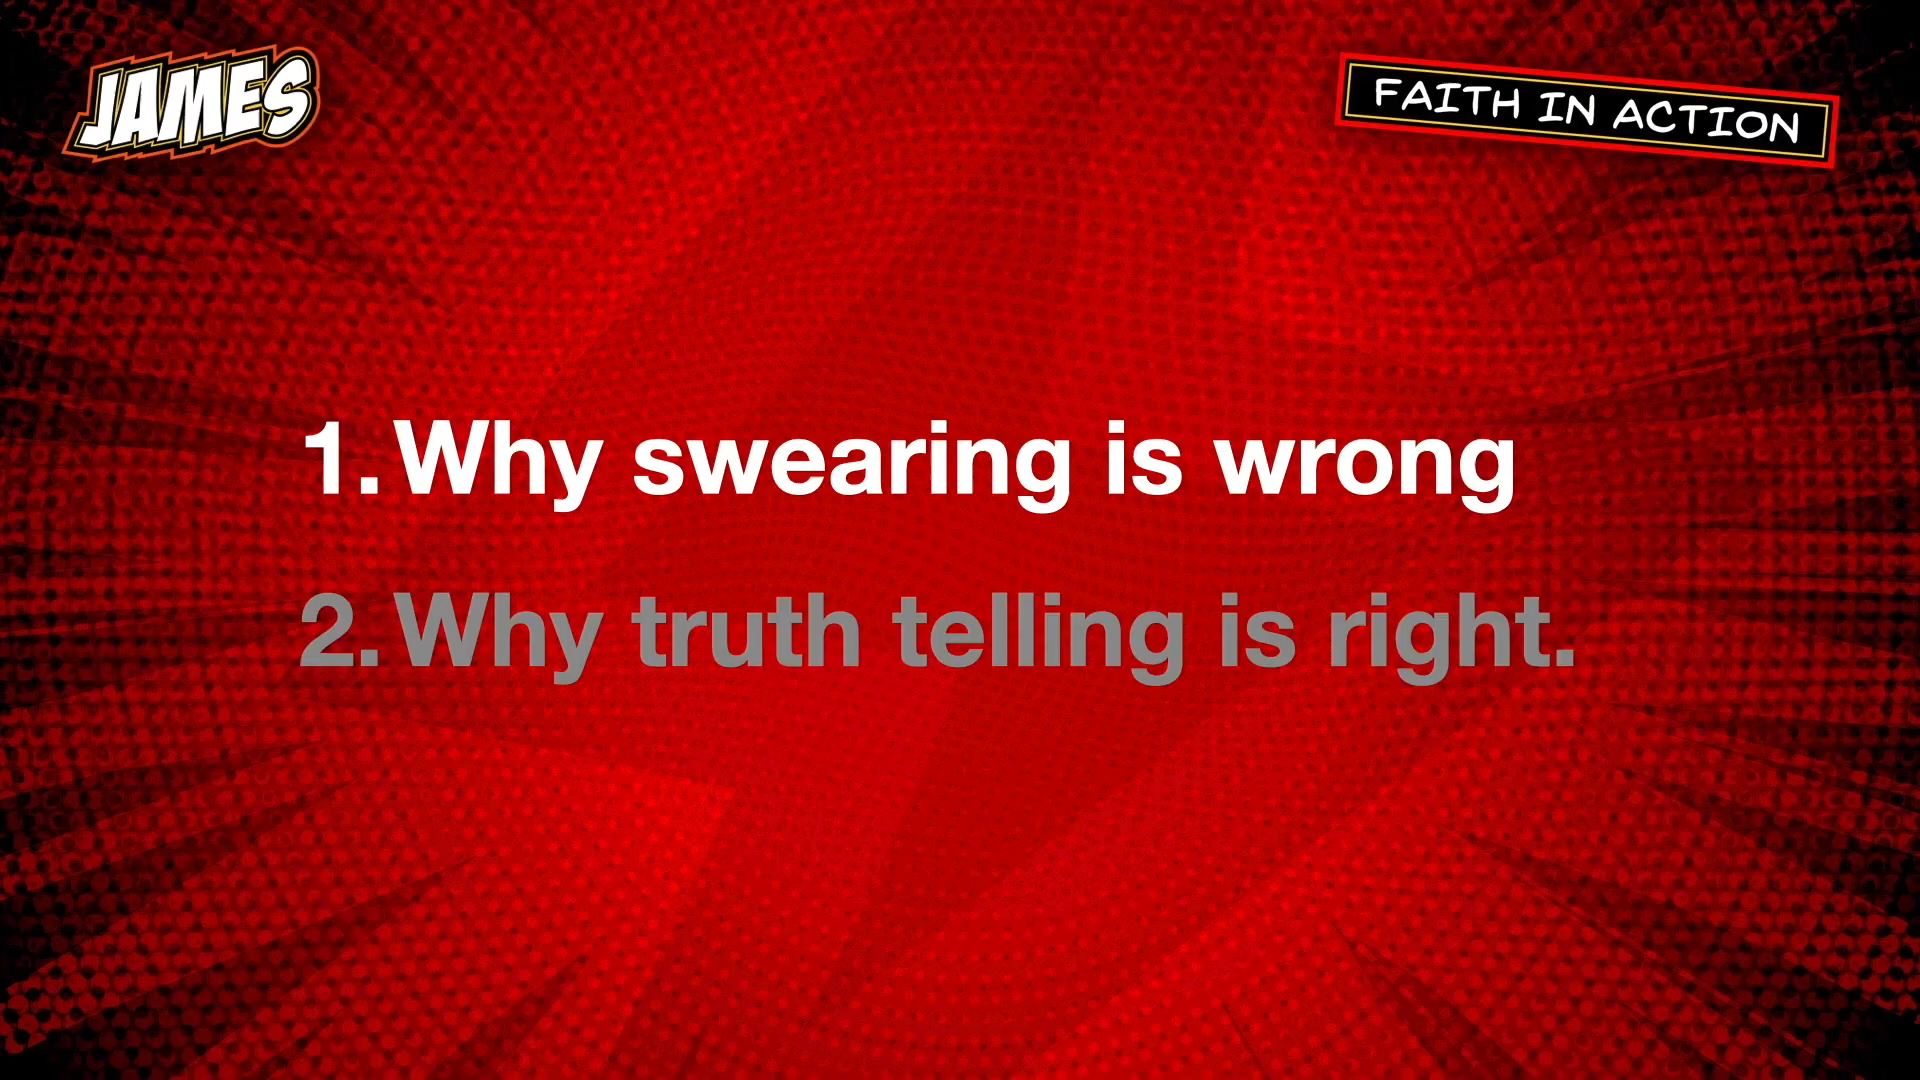 JAMES
FAITH IN ACTION
1. Why swearing is wrong
2. Why truth telling is right.